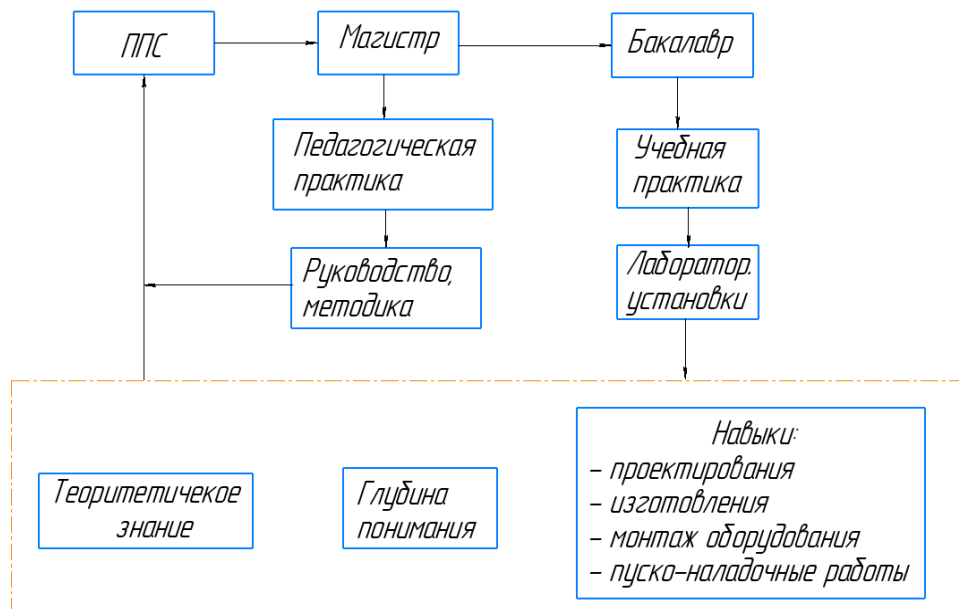 ППС
Магистр
Бакалавр
Педагогическая
практика
Учебная
практика
Руководство,
методика
Лаборатор.
установки
Теоритетичекое
знание
Глубина
понимания
Навыки:
– проектирования
– изготовления
– монтаж оборудования
– пуско-наладочные работы